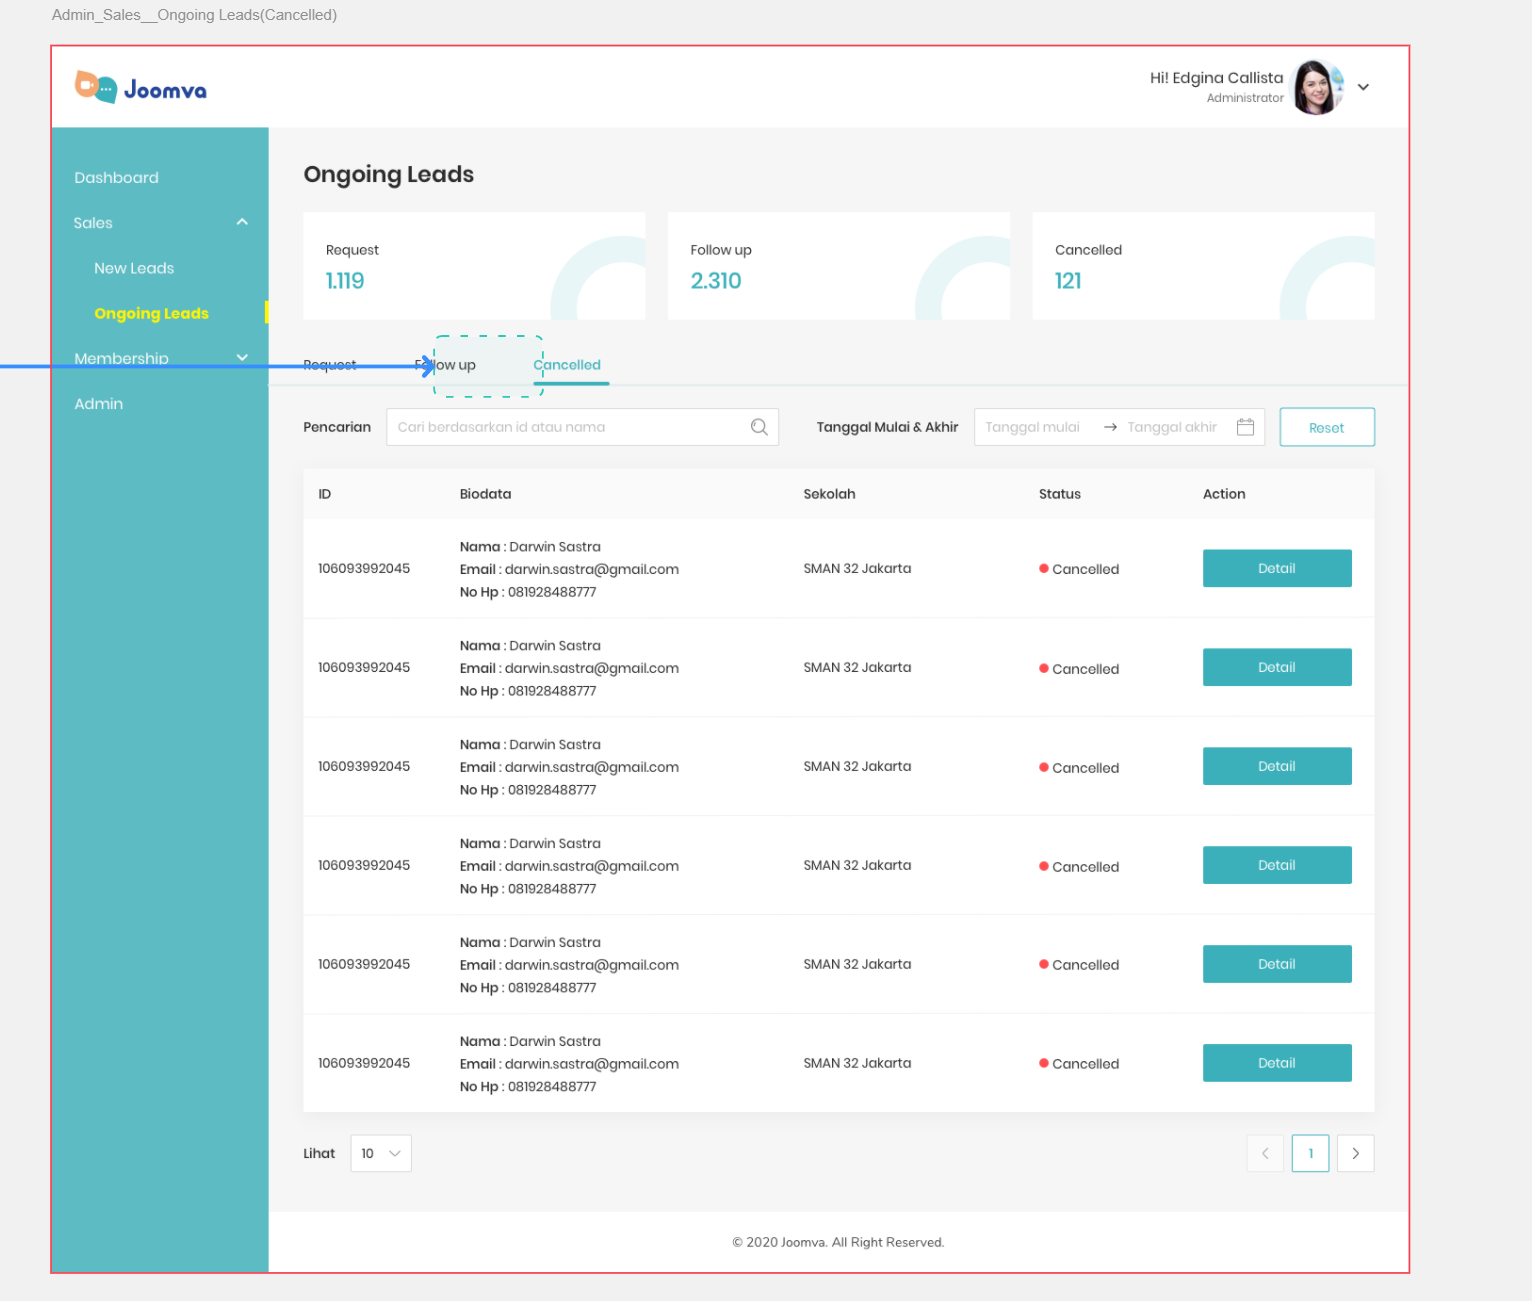 Admin_Sales__Ongoing Leads(Cancelled)
Joomva
Hi! Edgina Callista
Administrator
Dashboard
Sales
New Leads
Ongoing Leads
Membership
Admin
Ongoing Leads
Request
1.119
Follow up
2.310
Cancelled
121
Request Follow up Cancelled
Pencarian Cari berdasarkan id atau nama Tanggal Mulai & Akhir Tanggal mulai → Tanggal akhir Reset
ID Biodata Sekolah Status Action
Nama : Darwin Sastra
106093992045 Email : darwin.sastra@gmail.com SMAN 32 Jakarta Cancelled Detail
No Hp : 081928488777
Nama : Darwin Sastra
106093992045 Email : darwin.sastra@gmail.com SMAN 32 Jakarta Cancelled Detail
No Hp : 081928488777
Nama : Darwin Sastra
106093992045 Email : darwin.sastra@gmail.com SMAN 32 Jakarta Cancelled Detail
No Hp : 081928488777
Nama : Darwin Sastra
106093992045 Email : darwin.sastra@gmail.com SMAN 32 Jakarta Cancelled Detail
No Hp : 081928488777
Nama : Darwin Sastra
106093992045 Email : darwin.sastra@gmail.com SMAN 32 Jakarta Cancelled Detail
No Hp : 081928488777
Nama : Darwin Sastra
106093992045 Email : darwin.sastra@gmail.com SMAN 32 Jakarta Cancelled Detail
No Hp : 081928488777
Lihat 10 < 1 >
© 2020 Joomva. All Right Reserved.